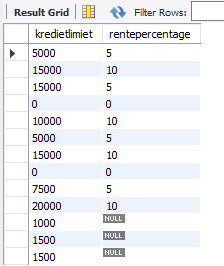 Result Grid Filter Rows:
kredietlimiet rentepercentage
5000 5
15000 10
15000 5
0 0
10000 10
5000 5
15000 10
0 0
7500 5
20000 10
1000 NULL
1500 NULL
1500 NULL